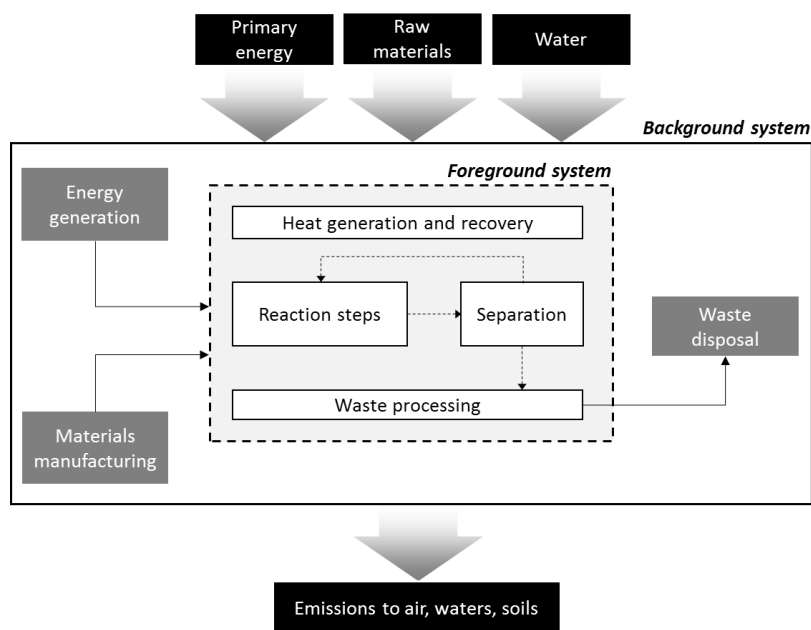 Primary
energy
Raw
materials
Water
Background system
Foreground system
Energy
generation
Heat generation and recovery
Reaction steps
Separation
Waste
disposal
Waste processing
Materials
manufacturing
Emissions to air, waters, soils